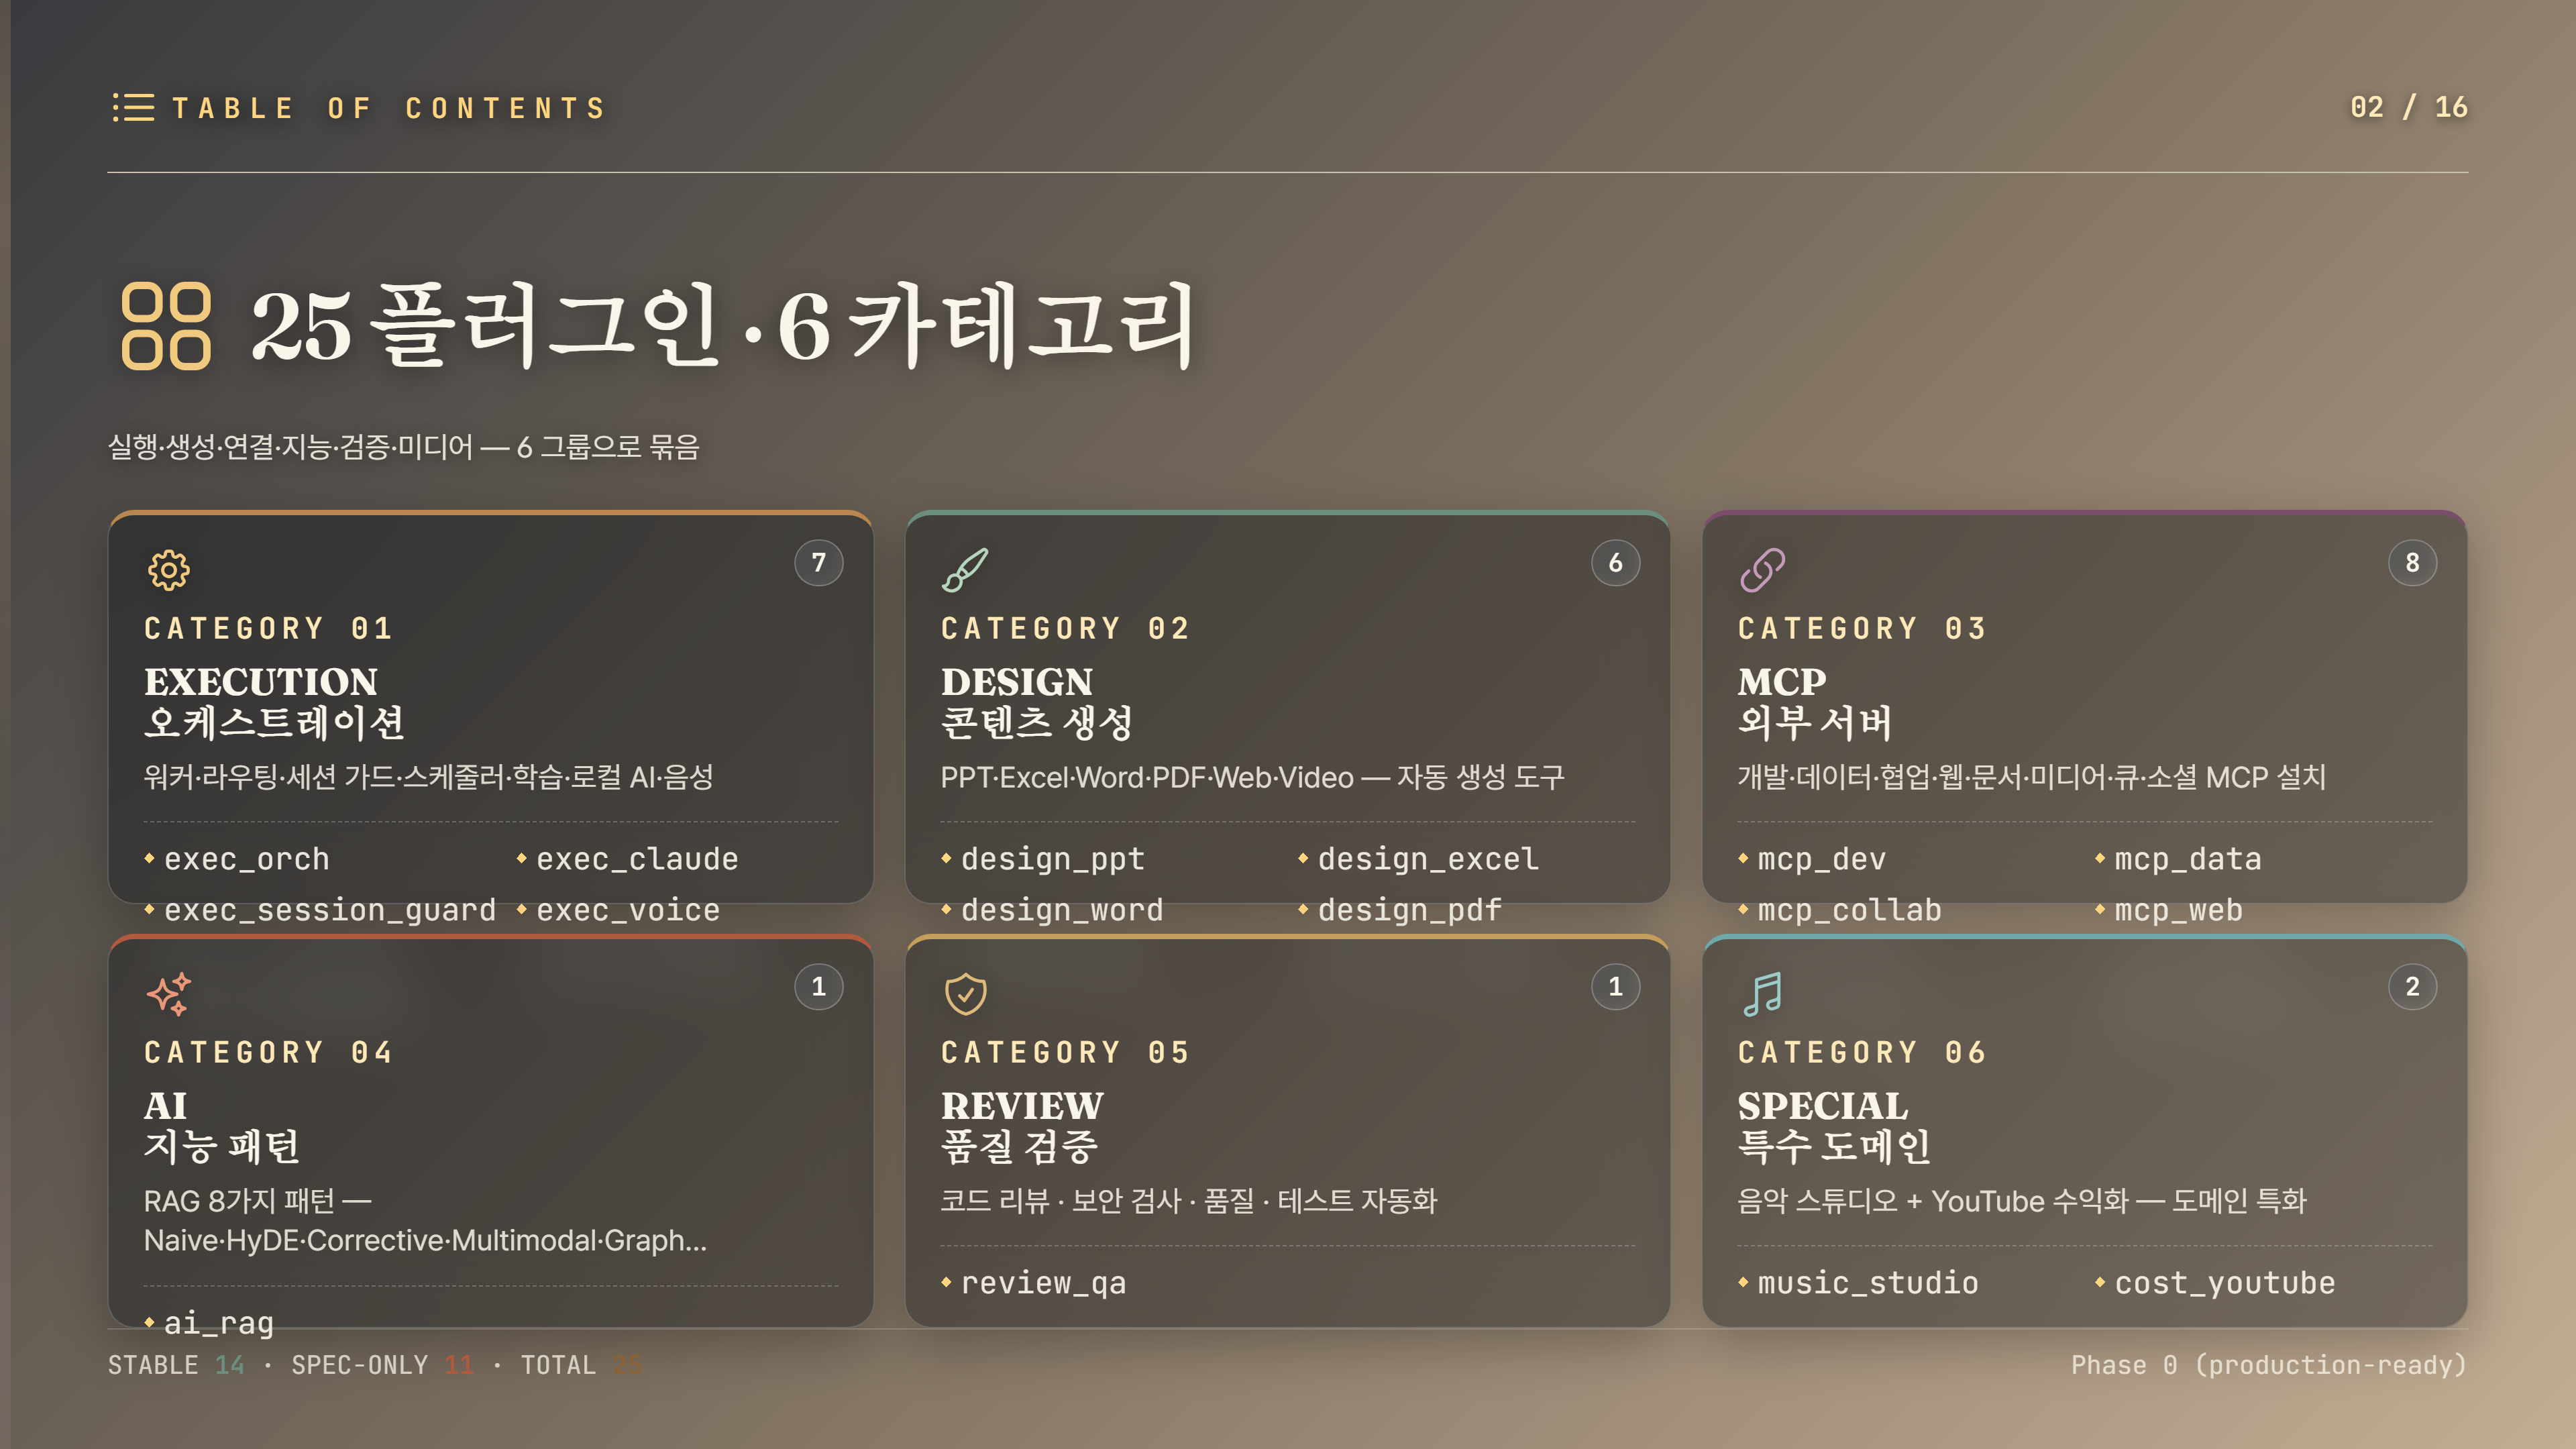 TABLE OF CONTENTS
02 / 16
25 플러그인 · 6 카테고리
실행·생성·연결·지능·검증·미디어 — 6 그룹으로 묶음
7
CATEGORY 01
EXECUTION
오케스트레이션
워커·라우팅·세션 가드·스케줄러·학습·로컬 AI·음성
exec_orch
exec_claude
exec_session_guard
exec_voice
6
CATEGORY 02
DESIGN
콘텐츠 생성
PPT·Excel·Word·PDF·Web·Video — 자동 생성 도구
design_ppt
design_excel
design_word
design_pdf
8
CATEGORY 03
MCP
외부 서버
개발·데이터·협업·웹·문서·미디어·큐·소셜 MCP 설치
mcp_dev
mcp_data
mcp_collab
mcp_web
1
CATEGORY 04
AI
지능 패턴
RAG 8가지 패턴 —
Naive·HyDE·Corrective·Multimodal·Graph...
ai_rag
1
CATEGORY 05
REVIEW
품질 검증
코드 리뷰 · 보안 검사 · 품질 · 테스트 자동화
review_qa
2
CATEGORY 06
SPECIAL
특수 도메인
음악 스튜디오 + YouTube 수익화 — 도메인 특화
music_studio
cost_youtube
STABLE 14 · SPEC-ONLY 11 · TOTAL 25
Phase 0 (production-ready)